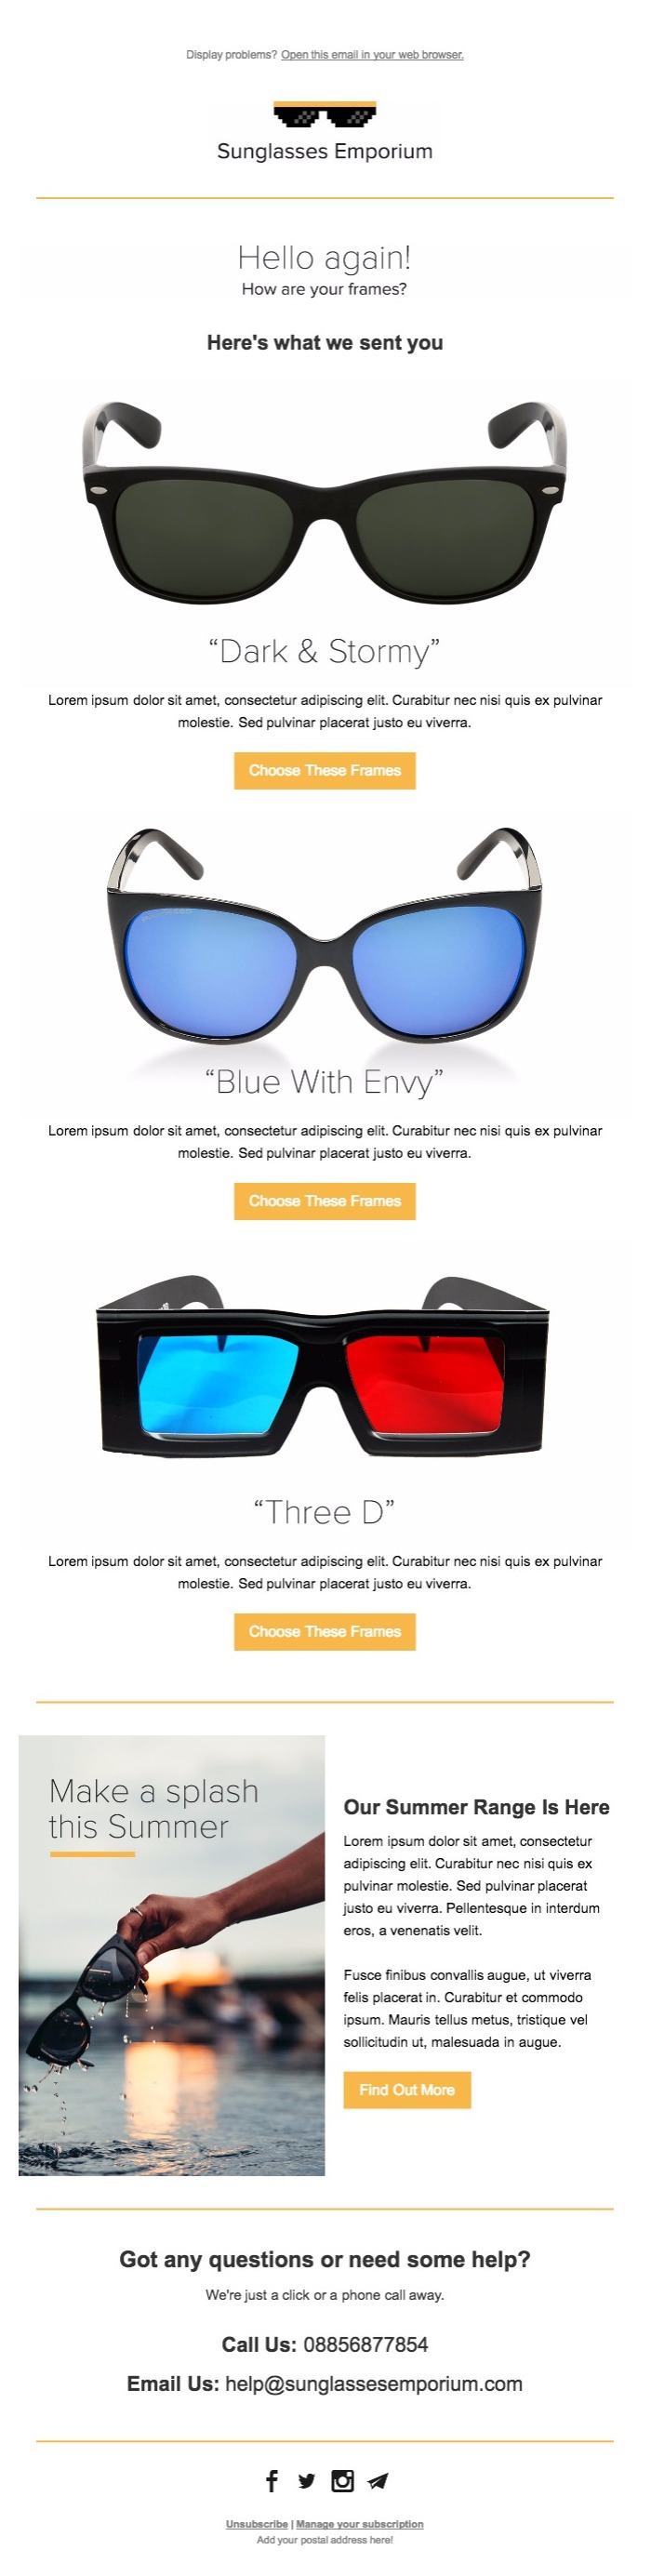 Display problems? Open this email in your web browser.
Sunglasses Emporium
Hello again!
How are your frames?
Here's what we sent you
“Dark & Stormy”
Lorem ipsum dolor sit amet, consectetur adipiscing elit. Curabitur nec nisi quis ex pulvinar
molestie. Sed pulvinar placerat justo eu viverra.
Choose These Frames
“Blue With Envy”
Lorem ipsum dolor sit amet, consectetur adipiscing elit. Curabitur nec nisi quis ex pulvinar
molestie. Sed pulvinar placerat justo eu viverra.
Choose These Frames
“Three D”
Lorem ipsum dolor sit amet, consectetur adipiscing elit. Curabitur nec nisi quis ex pulvinar
molestie. Sed pulvinar placerat justo eu viverra.
Choose These Frames
Make a splash
this Summer
Our Summer Range Is Here
Lorem ipsum dolor sit amet, consectetur
adipiscing elit. Curabitur nec nisi quis ex
pulvinar molestie. Sed pulvinar placerat
justo eu viverra. Pellentesque in interdum
eros, a venenatis velit.
Fusce finibus convallis augue, ut viverra
felis placerat in. Curabitur et commodo
ipsum. Mauris tellus metus, tristique vel
sollicitudin ut, malesuada in augue.
Find Out More
Got any questions or need some help?
We're just a click or a phone call away.
Call Us: 08856877854
Email Us: help@sunglassesemporium.com
Unsubscribe | Manage your subscription
Add your postal address here!